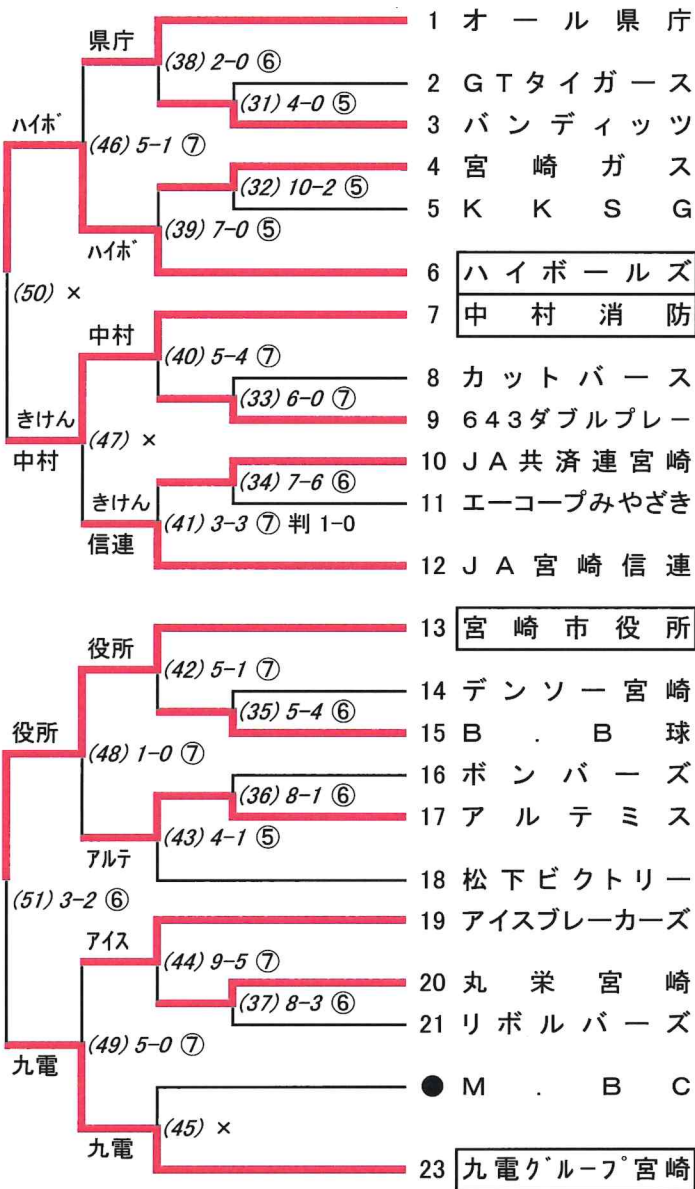 県庁
1 オール県庁
(38) 2-0 ⑥
2 GTタイガース
(31) 4-0 ⑤
3 バンディッツ
ハイボ
(46) 5-1 ⑦
4 宮崎ガス
(32) 10-2 ⑤
5 KKSG
(39) 7-0 ⑤
ハイボ
6 ハイボールズ
(50) ×
7 中村消防
中村
(40) 5-4 ⑦
8 カットバース
(33) 6-0 ⑦
9 643ダブルプレー
きけん
(47) ×
中村
10 JA共済連宮崎
(34) 7-6 ⑥
11 エーコープみやざき
きけん
(41) 3-3 ⑦ 判 1-0
信連
12 JA宮崎信連
13 宮崎市役所
役所
(42) 5-1 ⑦
14 デンソー宮崎
(35) 5-4 ⑥
15 B.B球
役所
(48) 1-0 ⑦
16 ボンバーズ
(36) 8-1 ⑥
17 アルテミス
(43) 4-1 ⑤
アルテ
18 松下ビクトリー
(51) 3-2 ⑥
19 アイスブレーカーズ
アイス
(44) 9-5 ⑦
20 丸栄宮崎
(37) 8-3 ⑥
21 リボルバーズ
(49) 5-0 ⑦
九電
● M.BC
(45) ×
九電
23 九電グループ宮崎